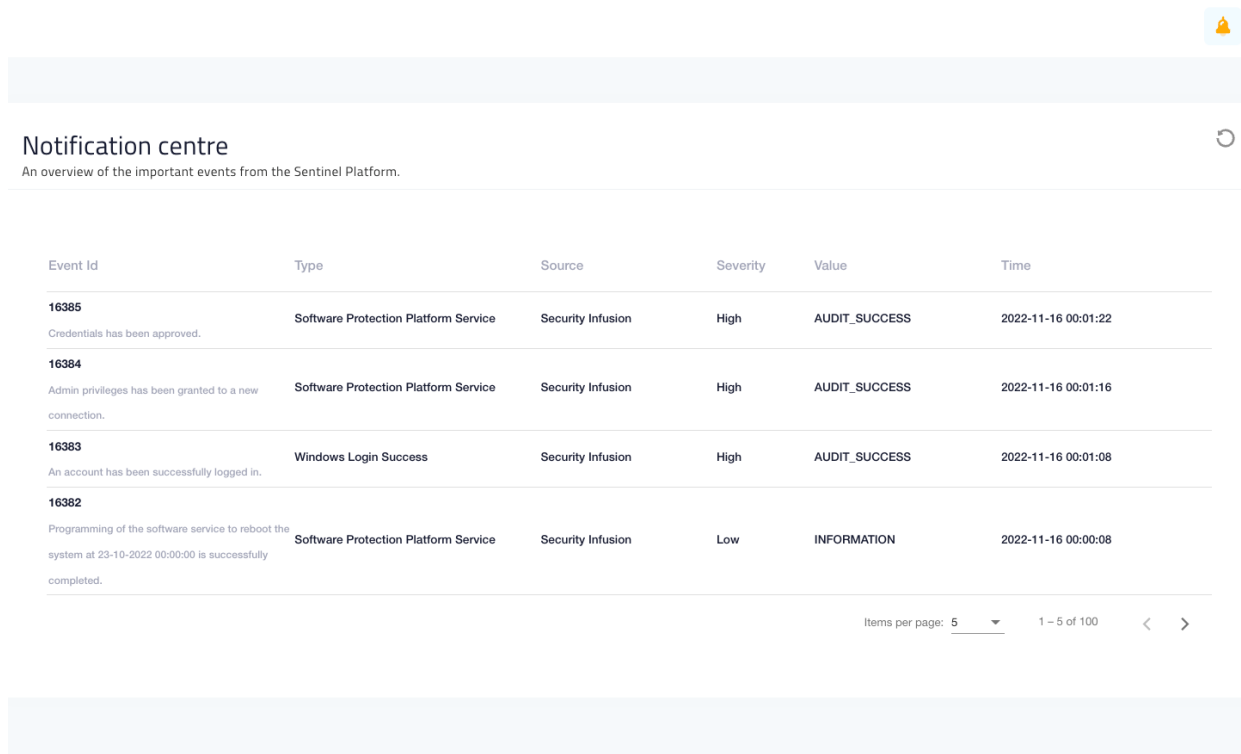 Notification centre
An overview of the important events from the Sentinel Platform.
Event Id Type Source Severity Value Time
16385
Credentials has been approved.
Software Protection Platform Service Security Infusion High AUDIT_SUCCESS 2022-11-16 00:01:22
16384
Admin privileges has been granted to a new
connection.
Software Protection Platform Service Security Infusion High AUDIT_SUCCESS 2022-11-16 00:01:16
16383
An account has been successfully logged in.
Windows Login Success Security Infusion High AUDIT_SUCCESS 2022-11-16 00:01:08
16382
Programming of the software service to reboot the
system at 23-10-2022 00:00:00 is successfully
completed.
Software Protection Platform Service Security Infusion Low INFORMATION 2022-11-16 00:00:08
Items per page: 5 1 – 5 of 100